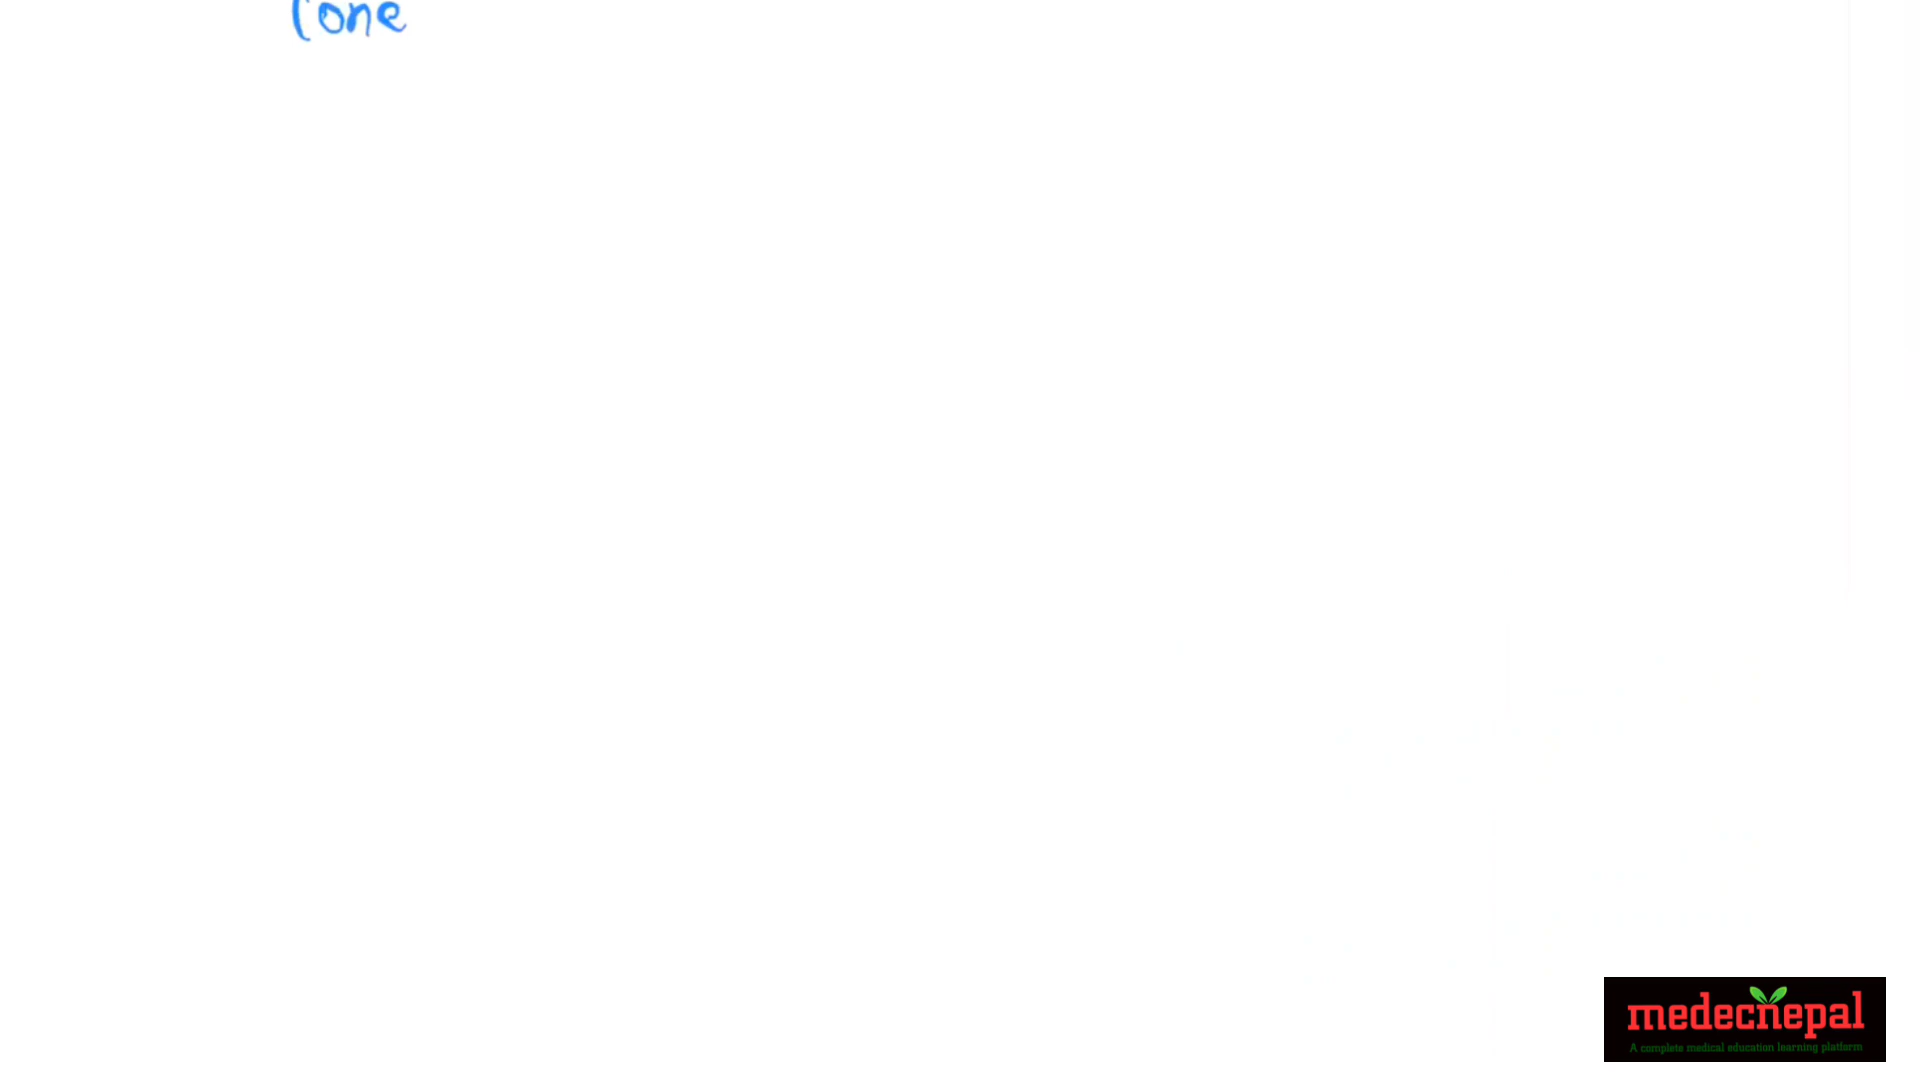 Cone
medecnepal
A complete medical education learning platform